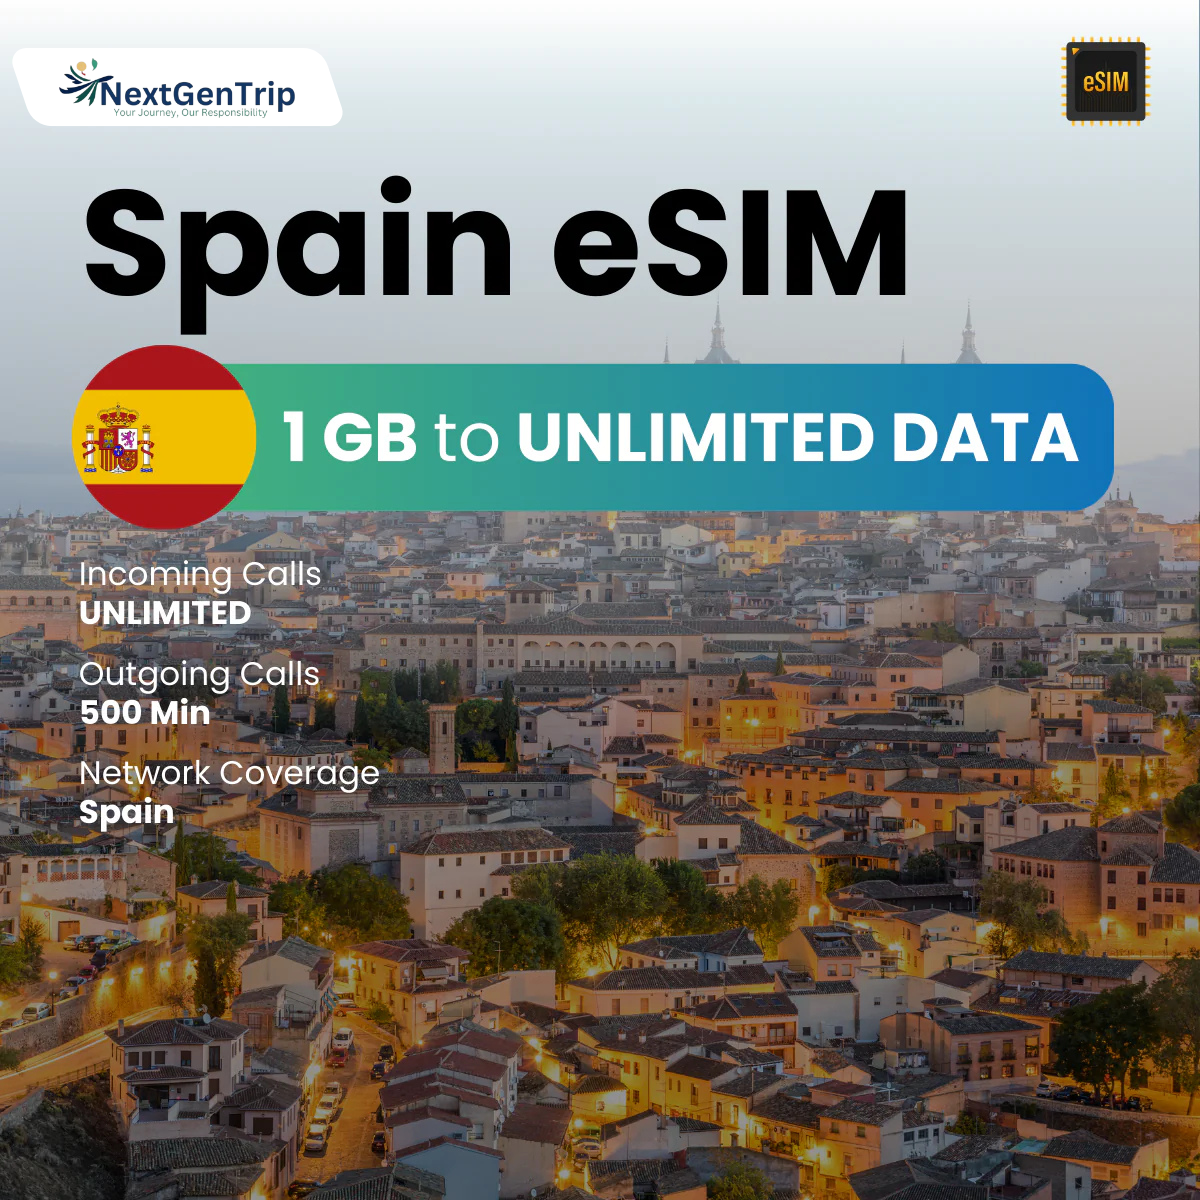 NextGenTrip
Your Journey, Our Responsibility
eSIM
Spain eSIM
1 GB to UNLIMITED DATA
Incoming Calls
UNLIMITED
Outgoing Calls
500 Min
Network Coverage
Spain